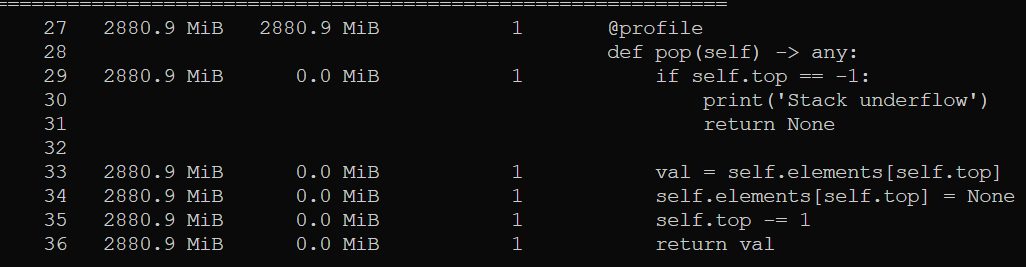 ============================================================
27 2880.9 MiB 2880.9 MiB 1 @profile
28 def pop(self) -> any:
29 2880.9 MiB 0.0 MiB 1 if self.top == -1:
30 print('Stack underflow')
31 return None
32
33 2880.9 MiB 0.0 MiB 1 val = self.elements[self.top]
34 2880.9 MiB 0.0 MiB 1 self.elements[self.top] = None
35 2880.9 MiB 0.0 MiB 1 self.top -= 1
36 2880.9 MiB 0.0 MiB 1 return val